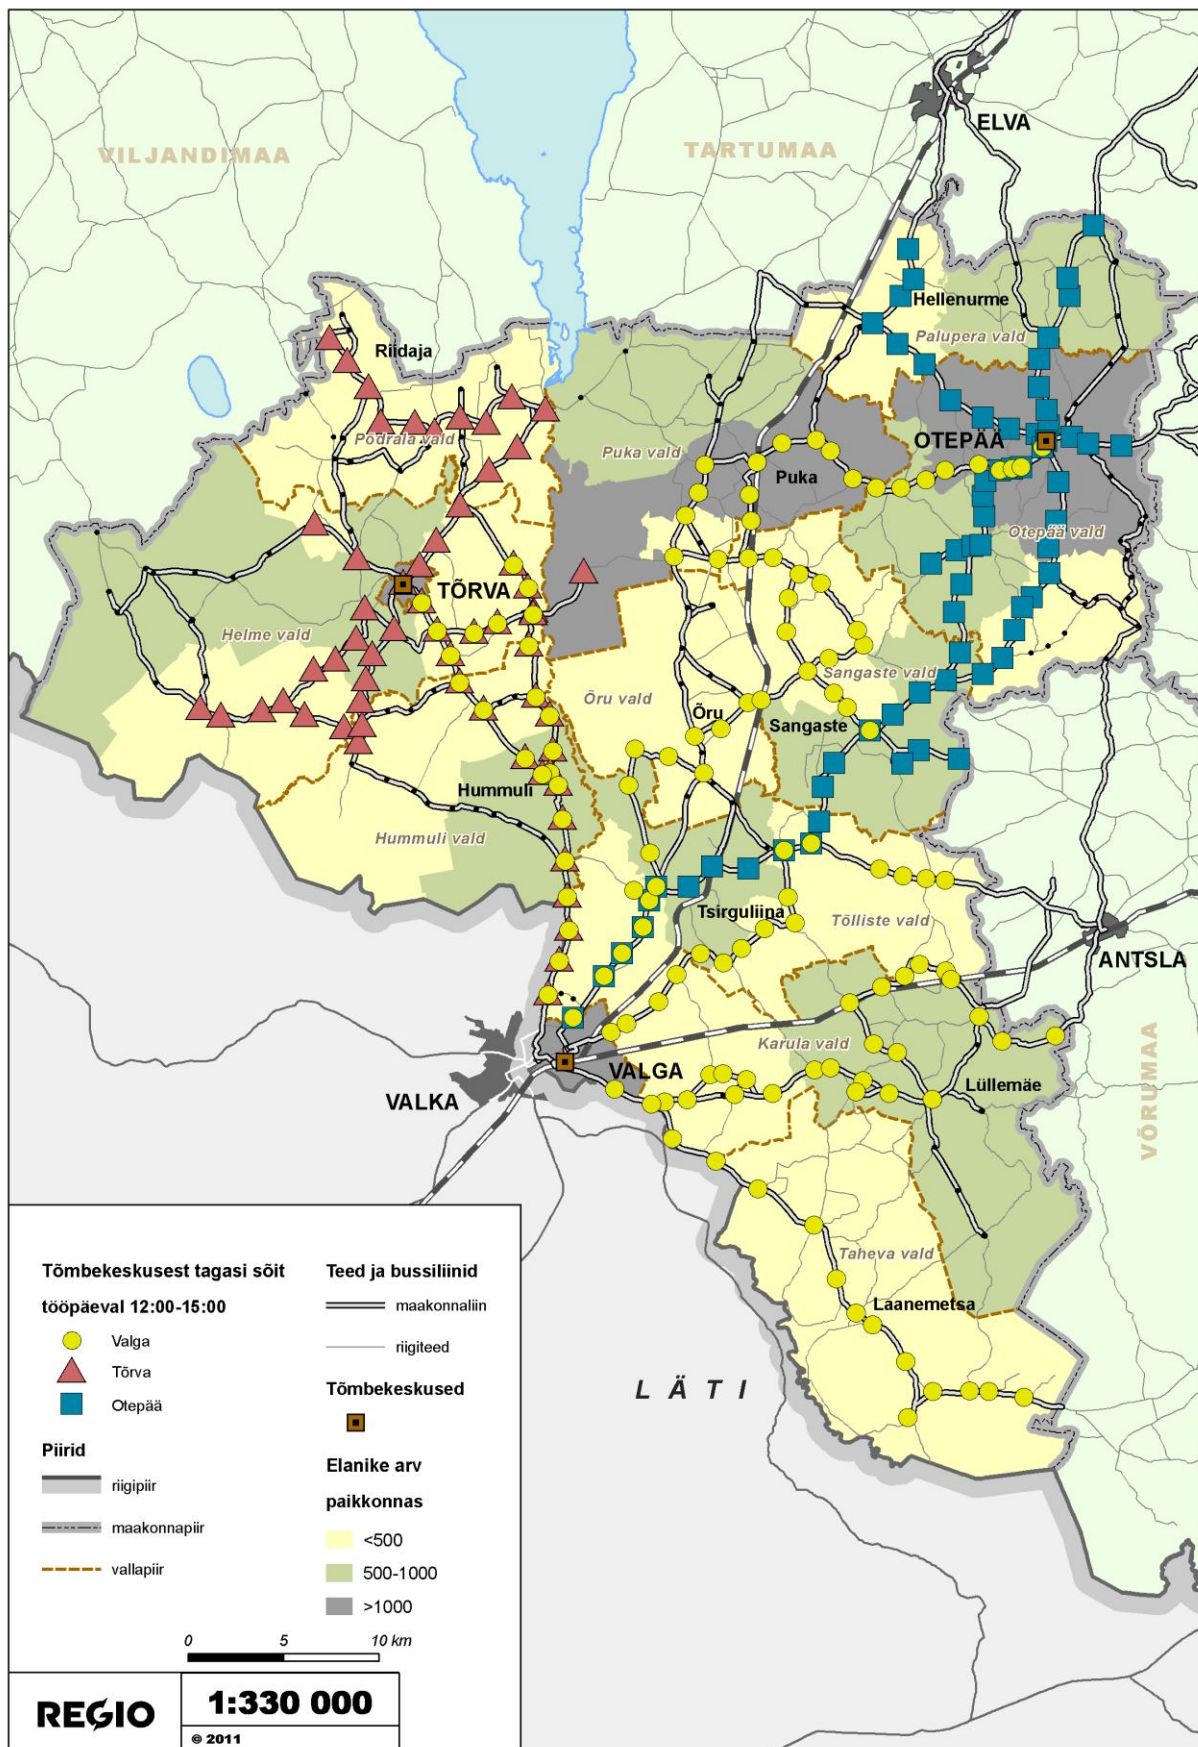 ELVA
VILJANDIMAA
TARTUMAA
Hellenurme
Palupera vald
Riidaja
Põdrala vald
OTEPÄÄ
Puka vald
Puka
Otepää vald
TÕRVA
Helme vald
Sangaste vald
Õru vald
Õru
Sangaste
Hummuli
Hummuli vald
Tsirguliina
Tõlliste vald
ANTSLA
Karula vald
VALGA
Lüllemäe
VALKA
VÕRUMAA
Taheva vald
Laanemetsa
LÄTI
Tõmbekeskusest tagasi sõit
tööpäeval 12:00-15:00
Valga
Tõrva
Otepää
Piirid
riigipiir
maakonnapiir
vallapiir
Teed ja bussiliinid
maakonnaliin
riigiteed
Tõmbekeskused
Elanike arv
paikkonnas
<500
500-1000
>1000
0 5 10 km
REGIO
1:330 000
© 2011